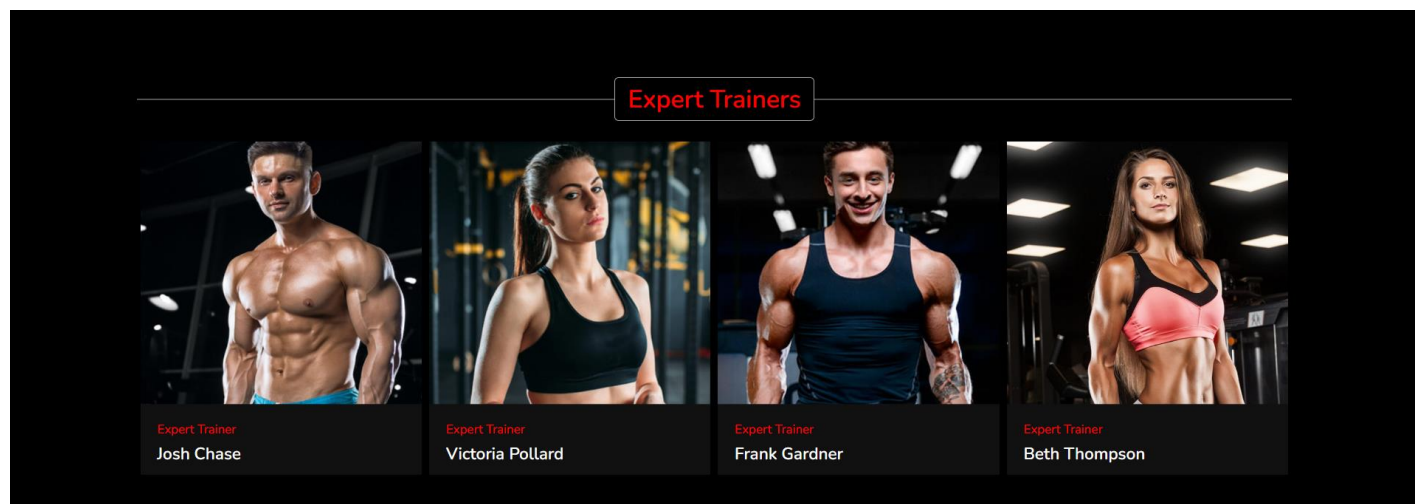 Expert Trainers
Expert Trainer
Josh Chase
Expert Trainer
Victoria Pollard
Expert Trainer
Frank Gardner
Expert Trainer
Beth Thompson